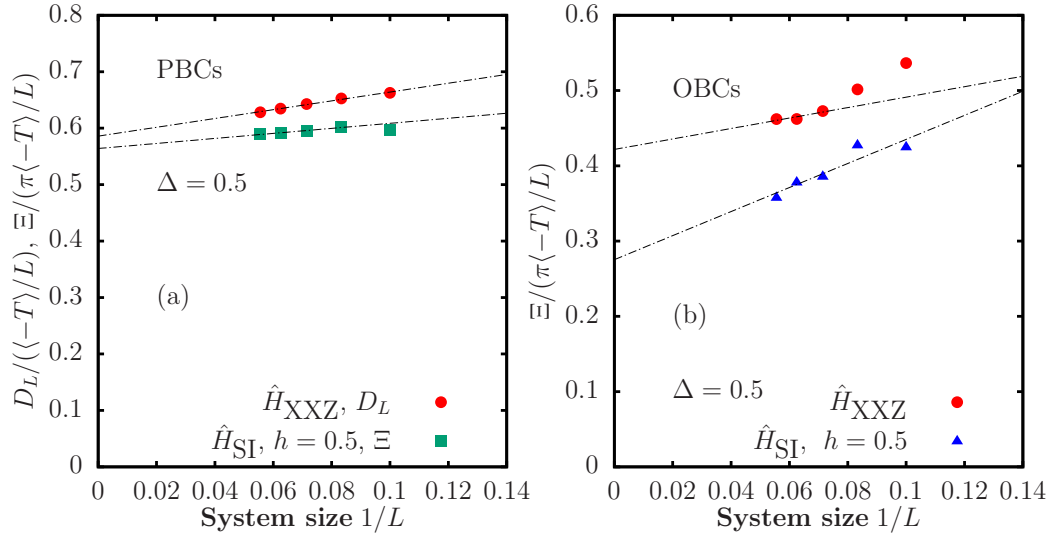 D_L/(⟨−T⟩/L), Ξ/(π⟨−T⟩/L)
0.8
0.7
0.6
0.5
0.4
0.3
0.2
0.1
0
PBCs
Δ = 0.5
(a)
Ĥ_XXZ, D_L
Ĥ_SI, h = 0.5, Ξ
0 0.02 0.04 0.06 0.08 0.1 0.12 0.14
System size 1/L
Ξ/(π⟨−T⟩/L)
0.6
0.5
0.4
0.3
0.2
0.1
0
OBCs
(b)
Δ = 0.5
Ĥ_XXZ
Ĥ_SI, h = 0.5
0 0.02 0.04 0.06 0.08 0.1 0.12 0.14
System size 1/L